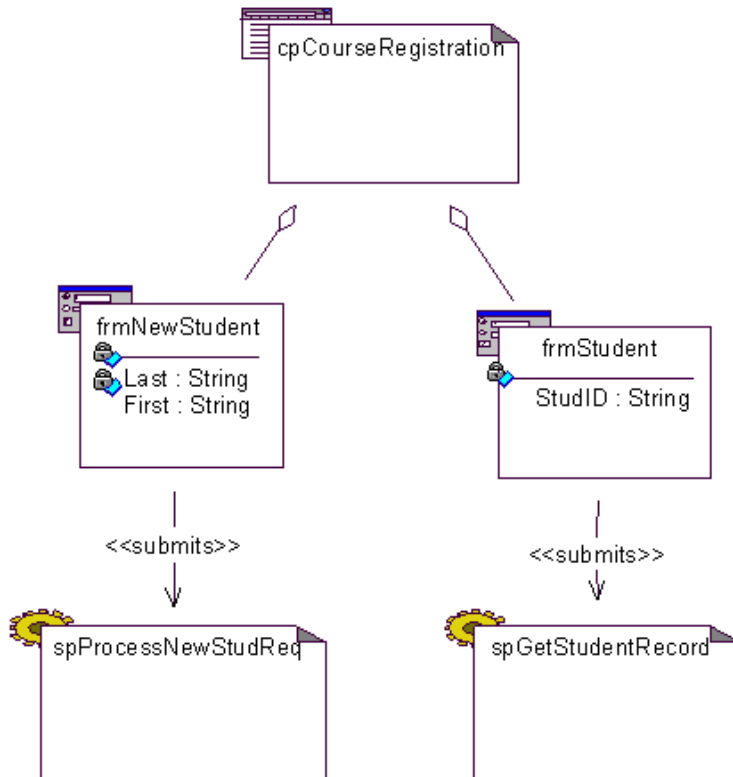 cpCourseRegistration
frmNewStudent
Last : String
First : String
frmStudent
StudID : String
<<submits>>
<<submits>>
spProcessNewStudReq
spGetStudentRecord